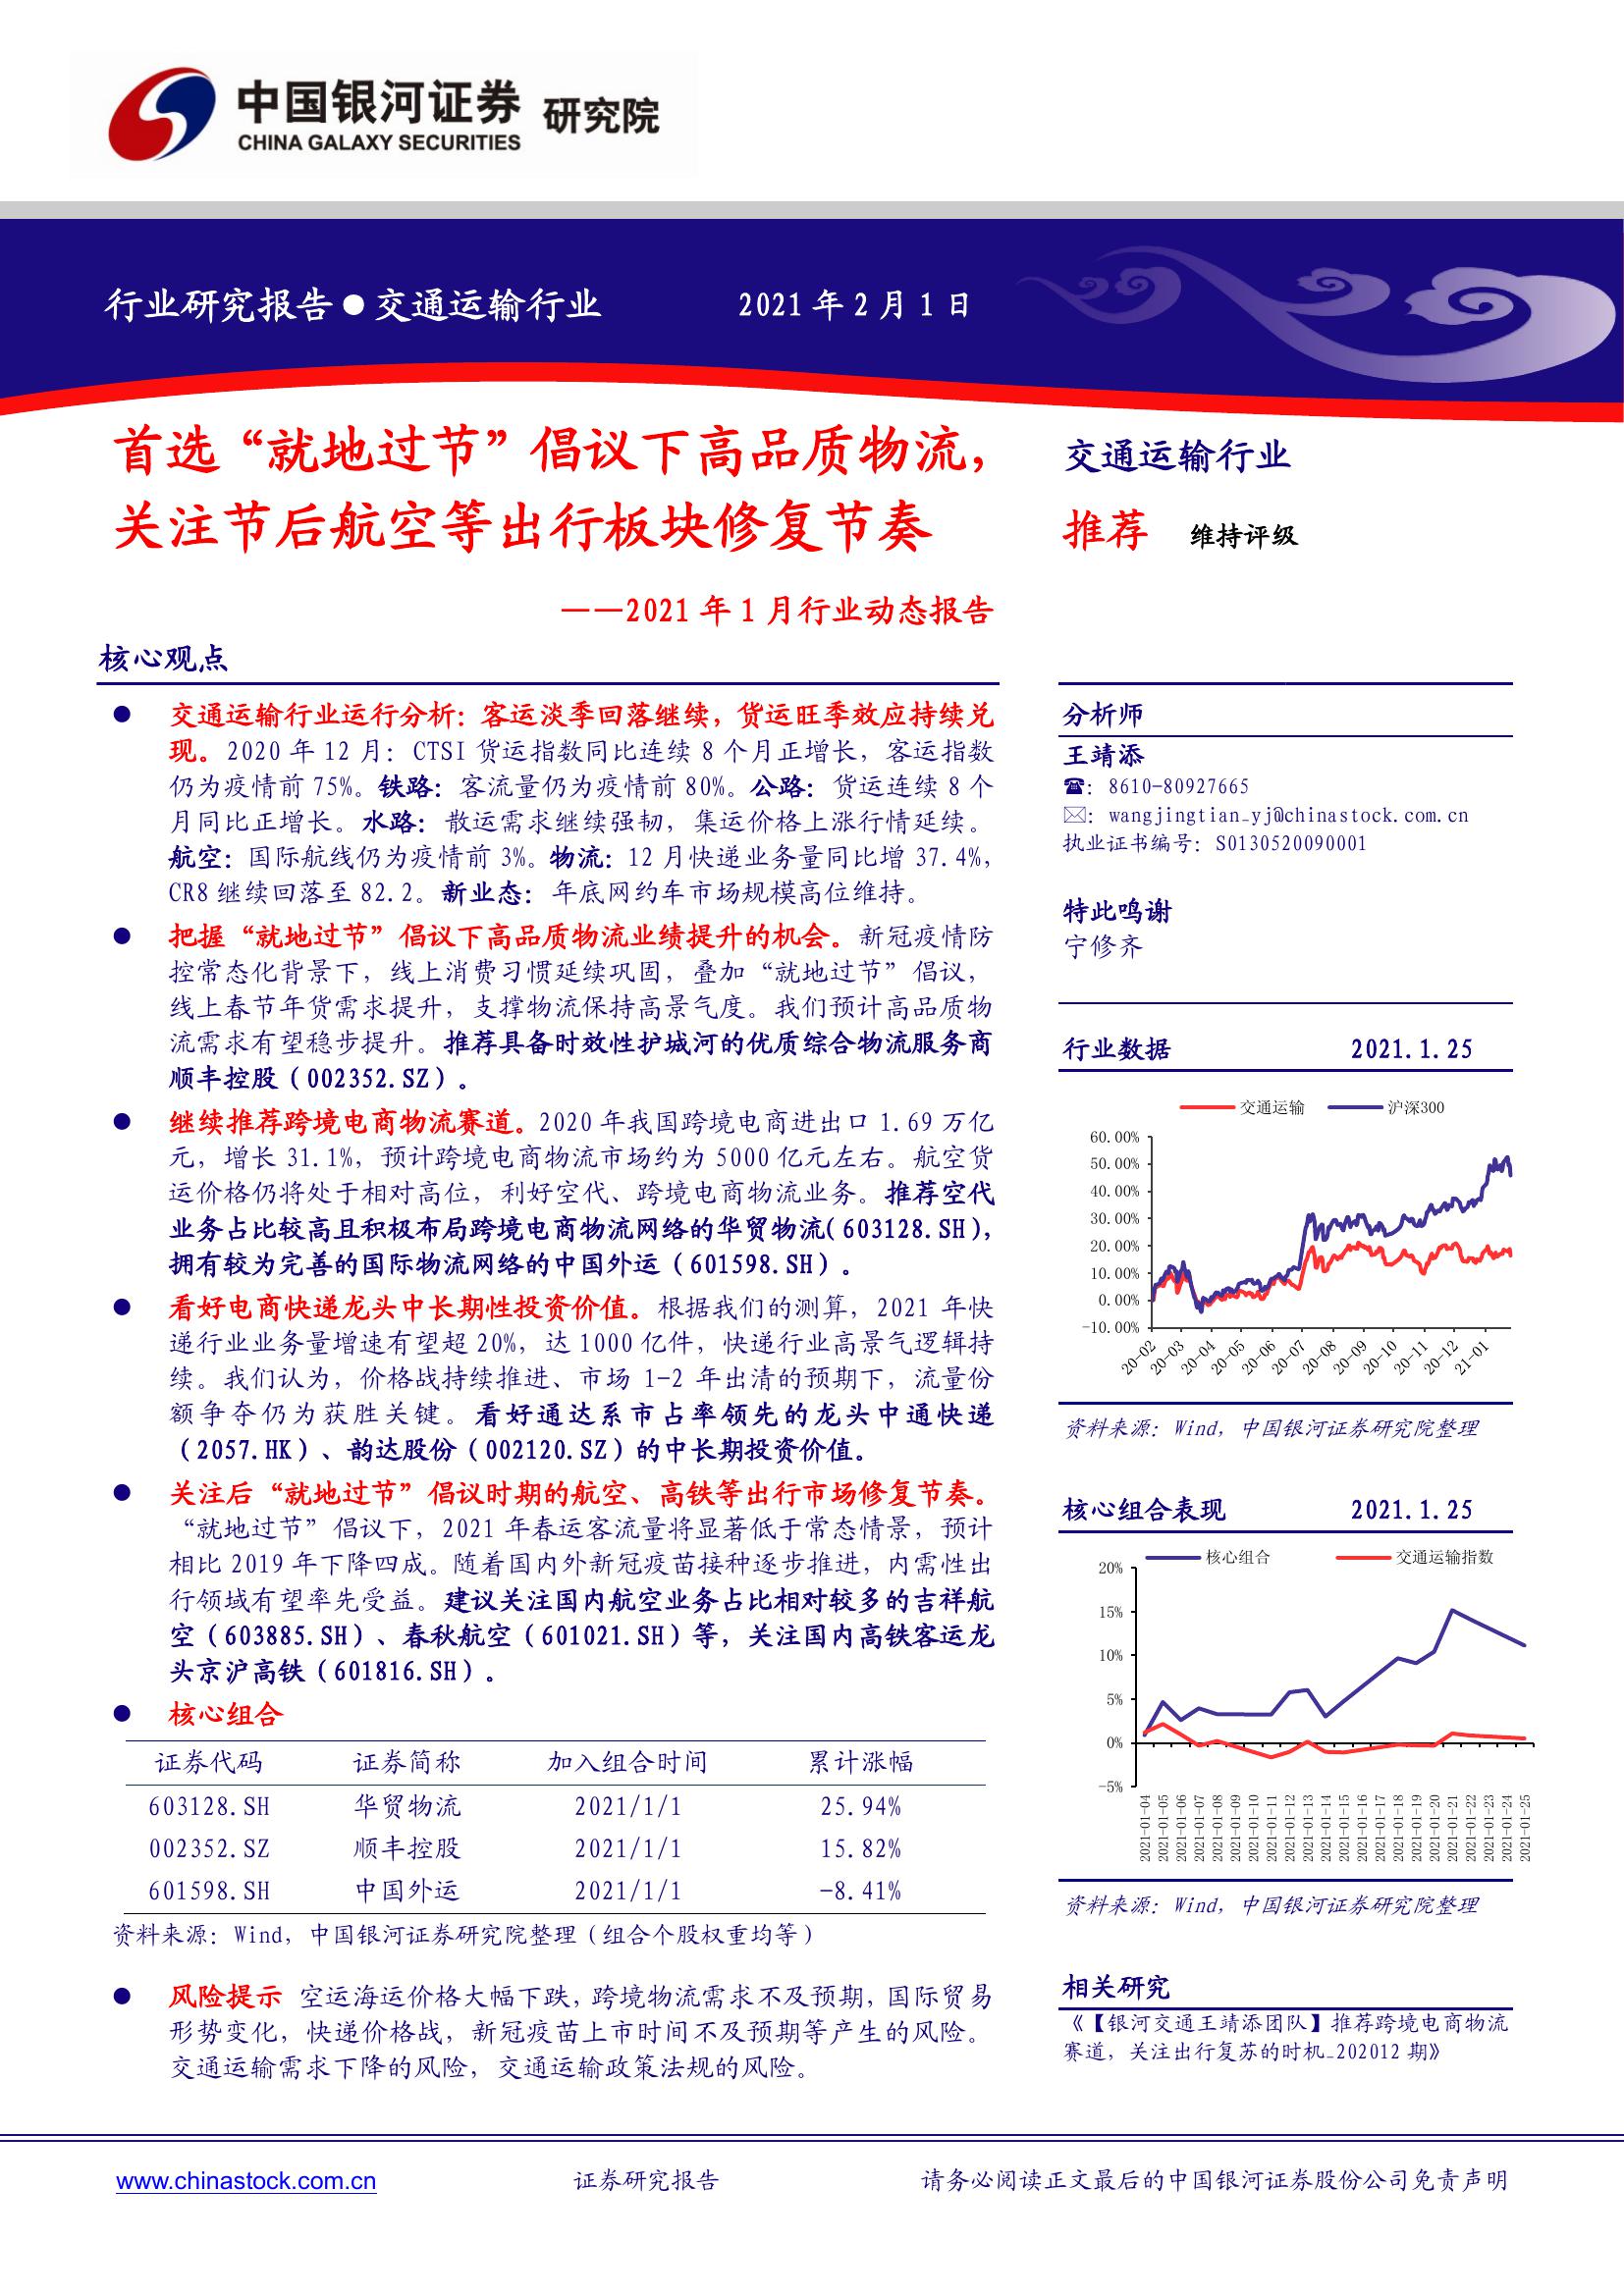 中国银河证券 研究院
CHINA GALAXY SECURITIES
行业研究报告●交通运输行业 2021 年 2 月 1 日
首选“就地过节”倡议下高品质物流，
关注节后航空等出行板块修复节奏
——2021 年 1 月行业动态报告
核心观点
● 交通运输行业运行分析：客运淡季回落继续，货运旺季效应持续兑
现。2020 年 12 月：CTSI 货运指数同比连续 8 个月正增长，客运指数
仍为疫情前 75%。铁路：客流量仍为疫情前 80%。公路：货运连续 8 个
月同比正增长。水路：散运需求继续强韧，集运价格上涨行情延续。
航空：国际航线仍为疫情前 3%。物流：12 月快递业务量同比增 37.4%，
CR8 继续回落至 82.2。新业态：年底网约车市场规模高位维持。
● 把握“就地过节”倡议下高品质物流业绩提升的机会。新冠疫情防
控常态化背景下，线上消费习惯延续巩固，叠加“就地过节”倡议，
线上春节年货需求提升，支撑物流保持高景气度。我们预计高品质物
流需求有望稳步提升。推荐具备时效性护城河的优质综合物流服务商
顺丰控股（002352.SZ）。
● 继续推荐跨境电商物流赛道。2020 年我国跨境电商进出口 1.69 万亿
元，增长 31.1%，预计跨境电商物流市场约为 5000 亿元左右。航空货
运价格仍将处于相对高位，利好空代、跨境电商物流业务。推荐空代
业务占比较高且积极布局跨境电商物流网络的华贸物流(603128.SH)，
拥有较为完善的国际物流网络的中国外运（601598.SH）。
● 看好电商快递龙头中长期性投资价值。根据我们的测算，2021 年快
递行业业务量增速有望超 20%，达 1000 亿件，快递行业高景气逻辑持
续。我们认为，价格战持续推进、市场 1-2 年出清的预期下，流量份
额争夺仍为获胜关键。看好通达系市占率领先的龙头中通快递
（2057.HK）、韵达股份（002120.SZ）的中长期投资价值。
● 关注后“就地过节”倡议时期的航空、高铁等出行市场修复节奏。
“就地过节”倡议下，2021 年春运客流量将显著低于常态情景，预计
相比 2019 年下降四成。随着国内外新冠疫苗接种逐步推进，内需性出
行领域有望率先受益。建议关注国内航空业务占比相对较多的吉祥航
空（603885.SH）、春秋航空（601021.SH）等，关注国内高铁客运龙
头京沪高铁（601816.SH）。
● 核心组合
证券代码 证券简称 加入组合时间 累计涨幅
603128.SH 华贸物流 2021/1/1 25.94%
002352.SZ 顺丰控股 2021/1/1 15.82%
601598.SH 中国外运 2021/1/1 -8.41%
资料来源：Wind，中国银河证券研究院整理（组合个股权重均等）
● 风险提示 空运海运价格大幅下跌，跨境物流需求不及预期，国际贸易
形势变化，快递价格战，新冠疫苗上市时间不及预期等产生的风险。
交通运输需求下降的风险，交通运输政策法规的风险。
交通运输行业
推荐 维持评级
分析师
王靖添
☎：8610-80927665
✉：wangjingtian_yj@chinastock.com.cn
执业证书编号：S0130520090001
特此鸣谢
宁修齐
行业数据 2021.1.25
交通运输 沪深300
60.00%
50.00%
40.00%
30.00%
20.00%
10.00%
0.00%
-10.00%
20-02 20-03 20-04 20-05 20-06 20-07 20-08 20-09 20-10 20-11 20-12 21-01
资料来源：Wind，中国银河证券研究院整理
核心组合表现 2021.1.25
核心组合 交通运输指数
20%
15%
10%
5%
0%
-5%
2021-01-04 2021-01-05 2021-01-06 2021-01-07 2021-01-08 2021-01-09 2021-01-10 2021-01-11 2021-01-12 2021-01-13 2021-01-14 2021-01-15 2021-01-16 2021-01-17 2021-01-18 2021-01-19 2021-01-20 2021-01-21 2021-01-22 2021-01-23 2021-01-24 2021-01-25
资料来源：Wind，中国银河证券研究院整理
相关研究
《【银河交通王靖添团队】推荐跨境电商物流
赛道，关注出行复苏的时机_202012 期》
www.chinastock.com.cn 证券研究报告 请务必阅读正文最后的中国银河证券股份公司免责声明